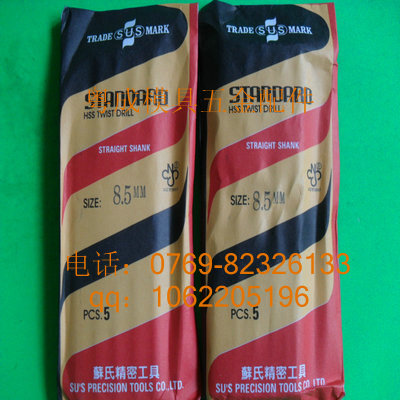 TRADE SUS MARK
STANDARD
HSS TWIST DRILL
STRAIGHT SHANK
SIZE: 8.5MM
PCS.5
蘇氏精密工具
SU'S PRECISION TOOLS CO.,LTD.
TRADE SUS MARK
STANDARD
HSS TWIST DRILL
STRAIGHT SHANK
SIZE: 8.5MM
PCS.5
蘇氏精密工具
SU'S PRECISION TOOLS CO.,LTD.
电话: 0769-82326133
qq: 1062205196